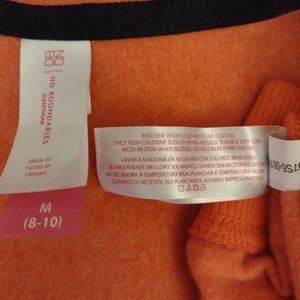 NO
BO
NO BOUNDARIES
SLEEPWEAR
Made in/
Hecho en
Vietnam
M
(8-10)
MACHINE WASH COLD WITH LIKE COLORS.
ONLY NON-CHLORINE BLEACH WHEN NEEDED. TUMBLE DRY LOW.
MEDIUM IRON WHEN NEEDED. DO NOT IRON PRINT
LAVAR A MÁQUINA EN AGUA FRÍA CON COLORES SIMILARES.
BLANQUEADOR SIN CLORO SOLAMENTE, CUANDO SEA NECESARIO.
EN SECADORA A TEMPERATURA BAJA. PLANCHAR A TEMPERATURA MEDIA,
CUANDO SE NECESITE, NO PLANCHAR